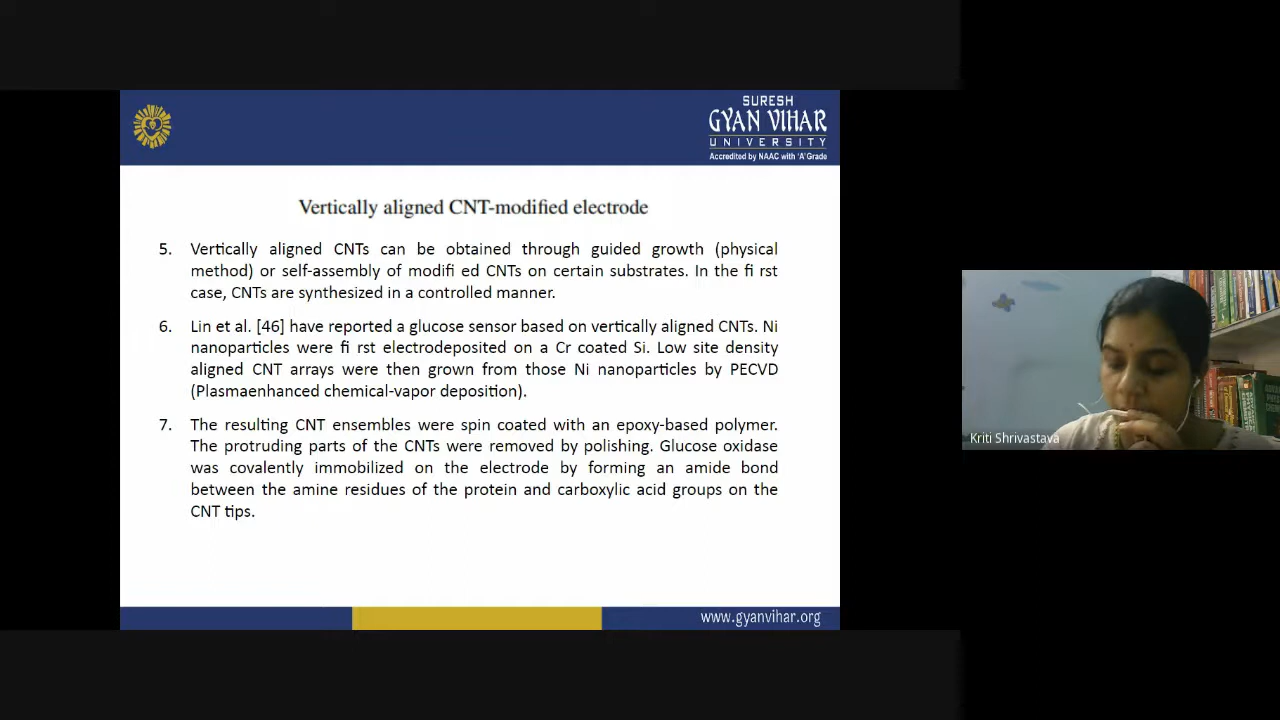 SURESH
GYAN VIHAR
UNIVERSITY
Accredited by NAAC with 'A' Grade
Vertically aligned CNT-modified electrode
5. Vertically aligned CNTs can be obtained through guided growth (physical
method) or self-assembly of modifi ed CNTs on certain substrates. In the fi rst
case, CNTs are synthesized in a controlled manner.
6. Lin et al. [46] have reported a glucose sensor based on vertically aligned CNTs. Ni
nanoparticles were fi rst electrodeposited on a Cr coated Si. Low site density
aligned CNT arrays were then grown from those Ni nanoparticles by PECVD
(Plasmaenhanced chemical-vapor deposition).
7. The resulting CNT ensembles were spin coated with an epoxy-based polymer.
The protruding parts of the CNTs were removed by polishing. Glucose oxidase
was covalently immobilized on the electrode by forming an amide bond
between the amine residues of the protein and carboxylic acid groups on the
CNT tips.
www.gyanvihar.org
Kriti Shrivastava